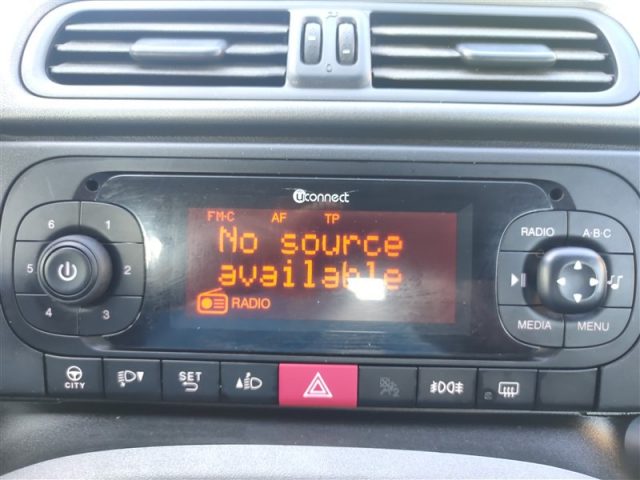 uconnect
FM-C AF TP
No source
available
RADIO
6 1
5 2
4 3
RADIO A·B·C
MEDIA MENU
CITY SET